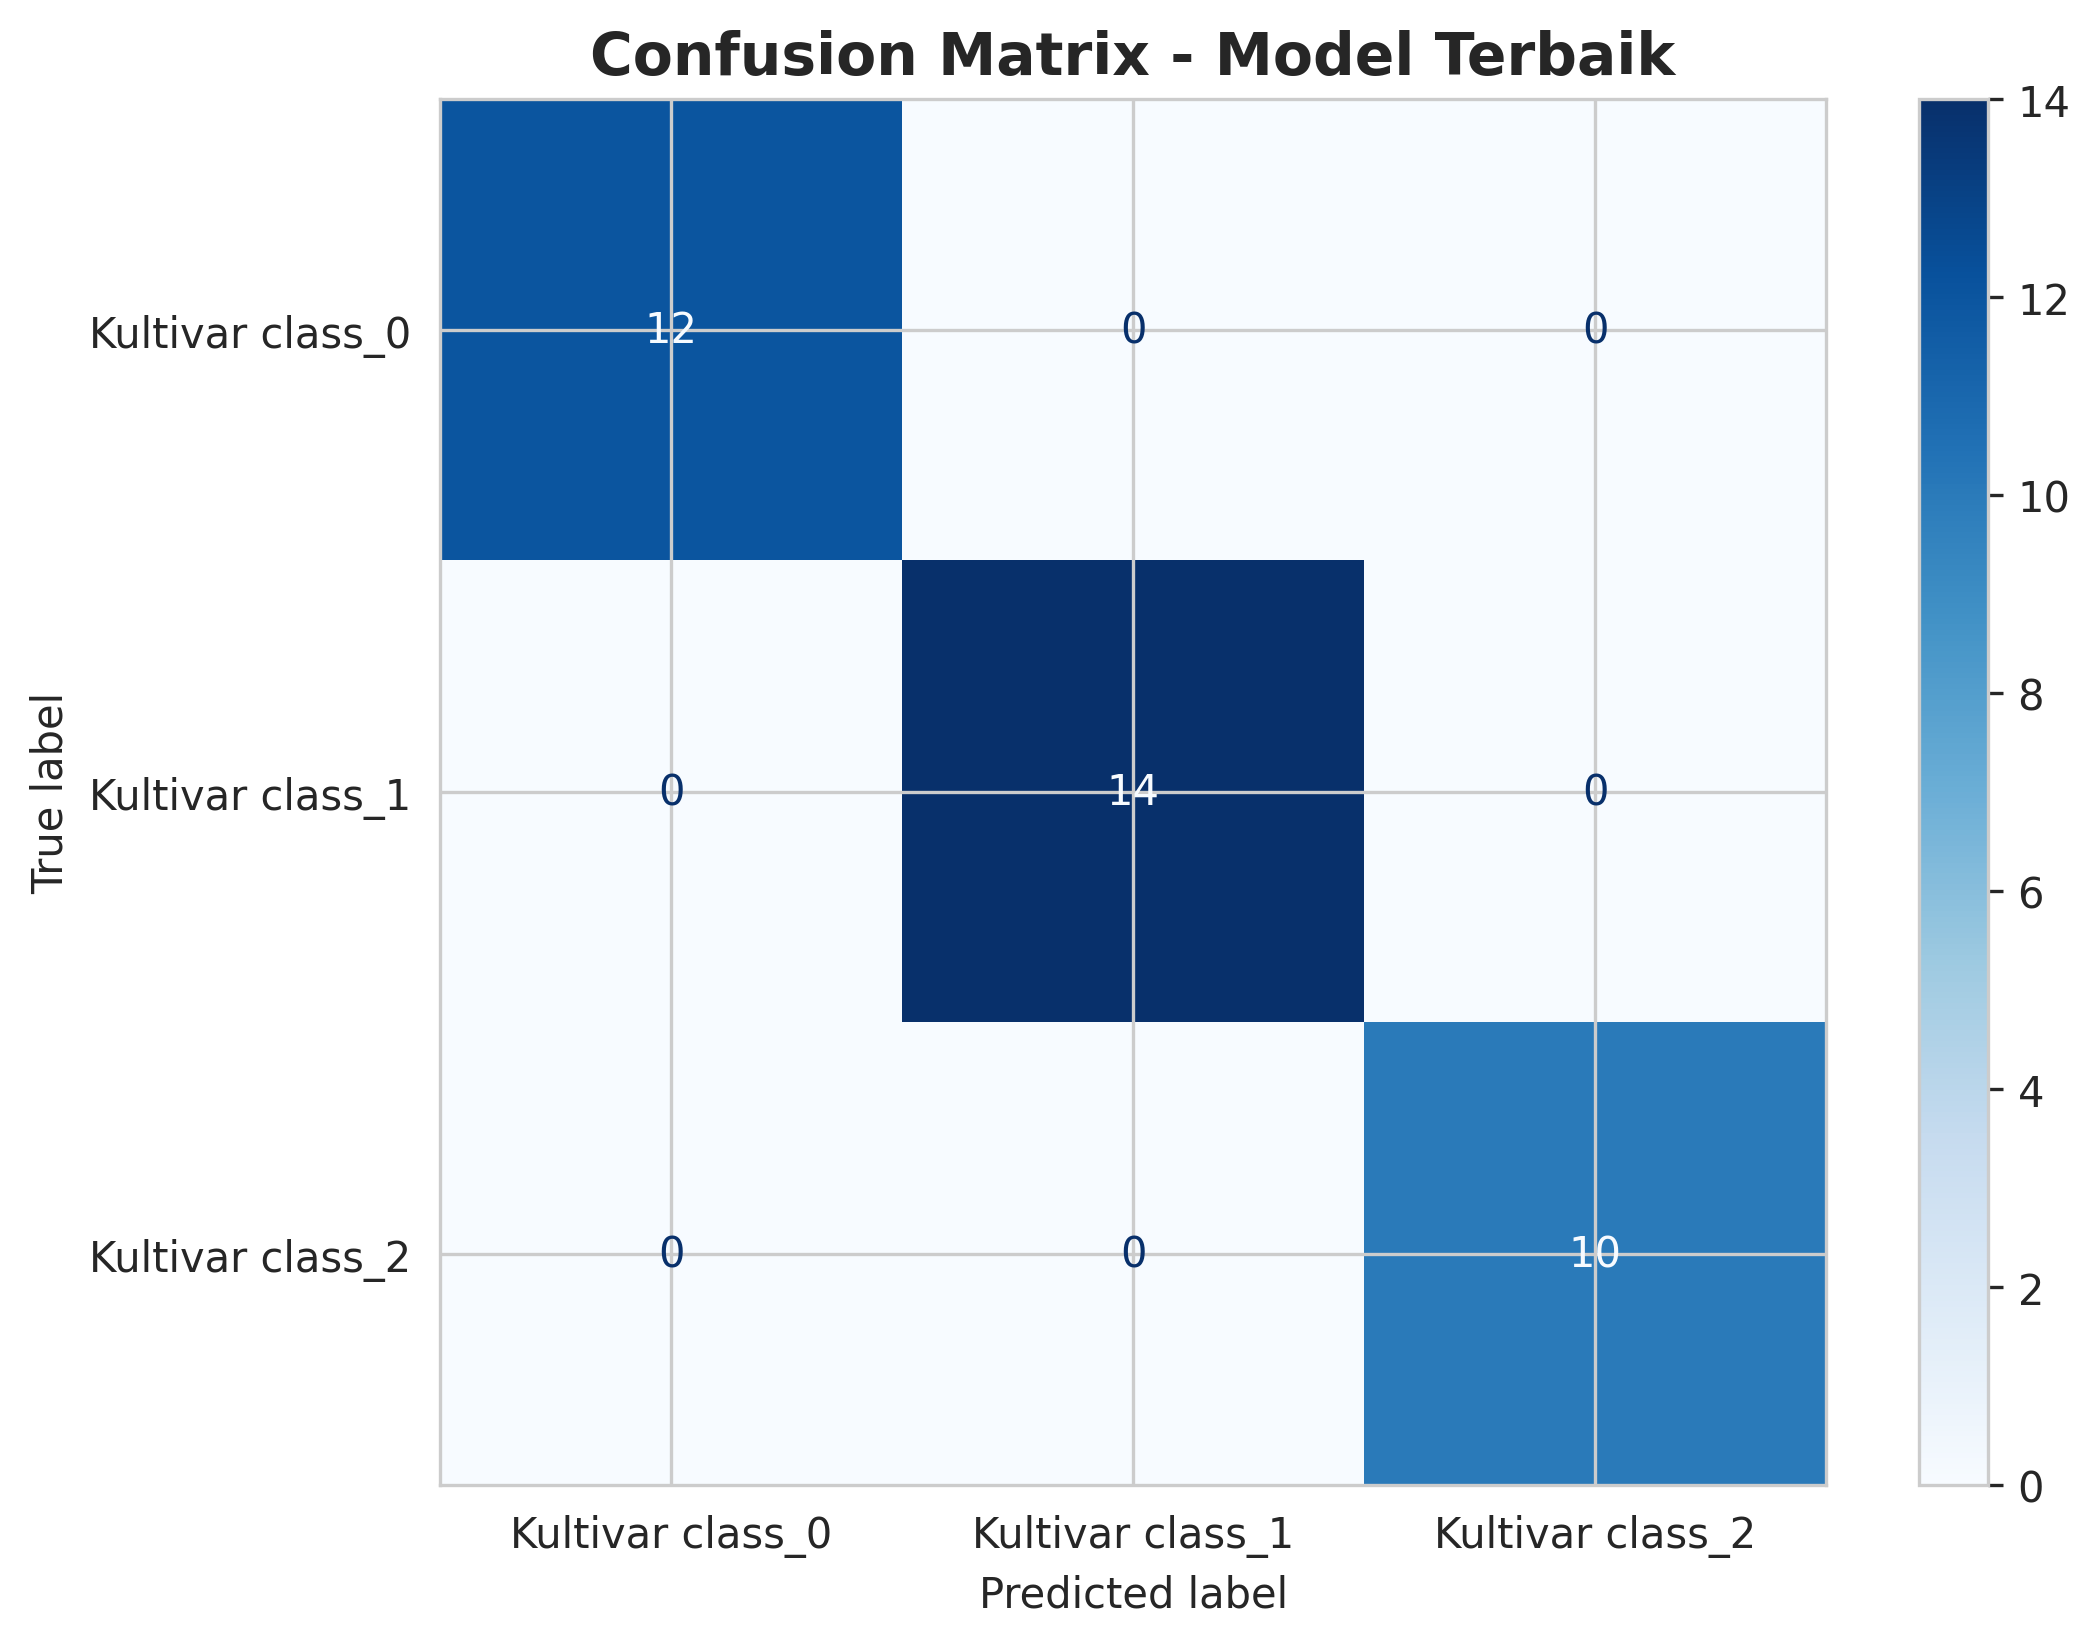 Confusion Matrix - Model Terbaik
True label
Kultivar class_0
12
0
0
Kultivar class_1
0
14
0
Kultivar class_2
0
0
10
Kultivar class_0
Kultivar class_1
Kultivar class_2
Predicted label
14
12
10
8
6
4
2
0